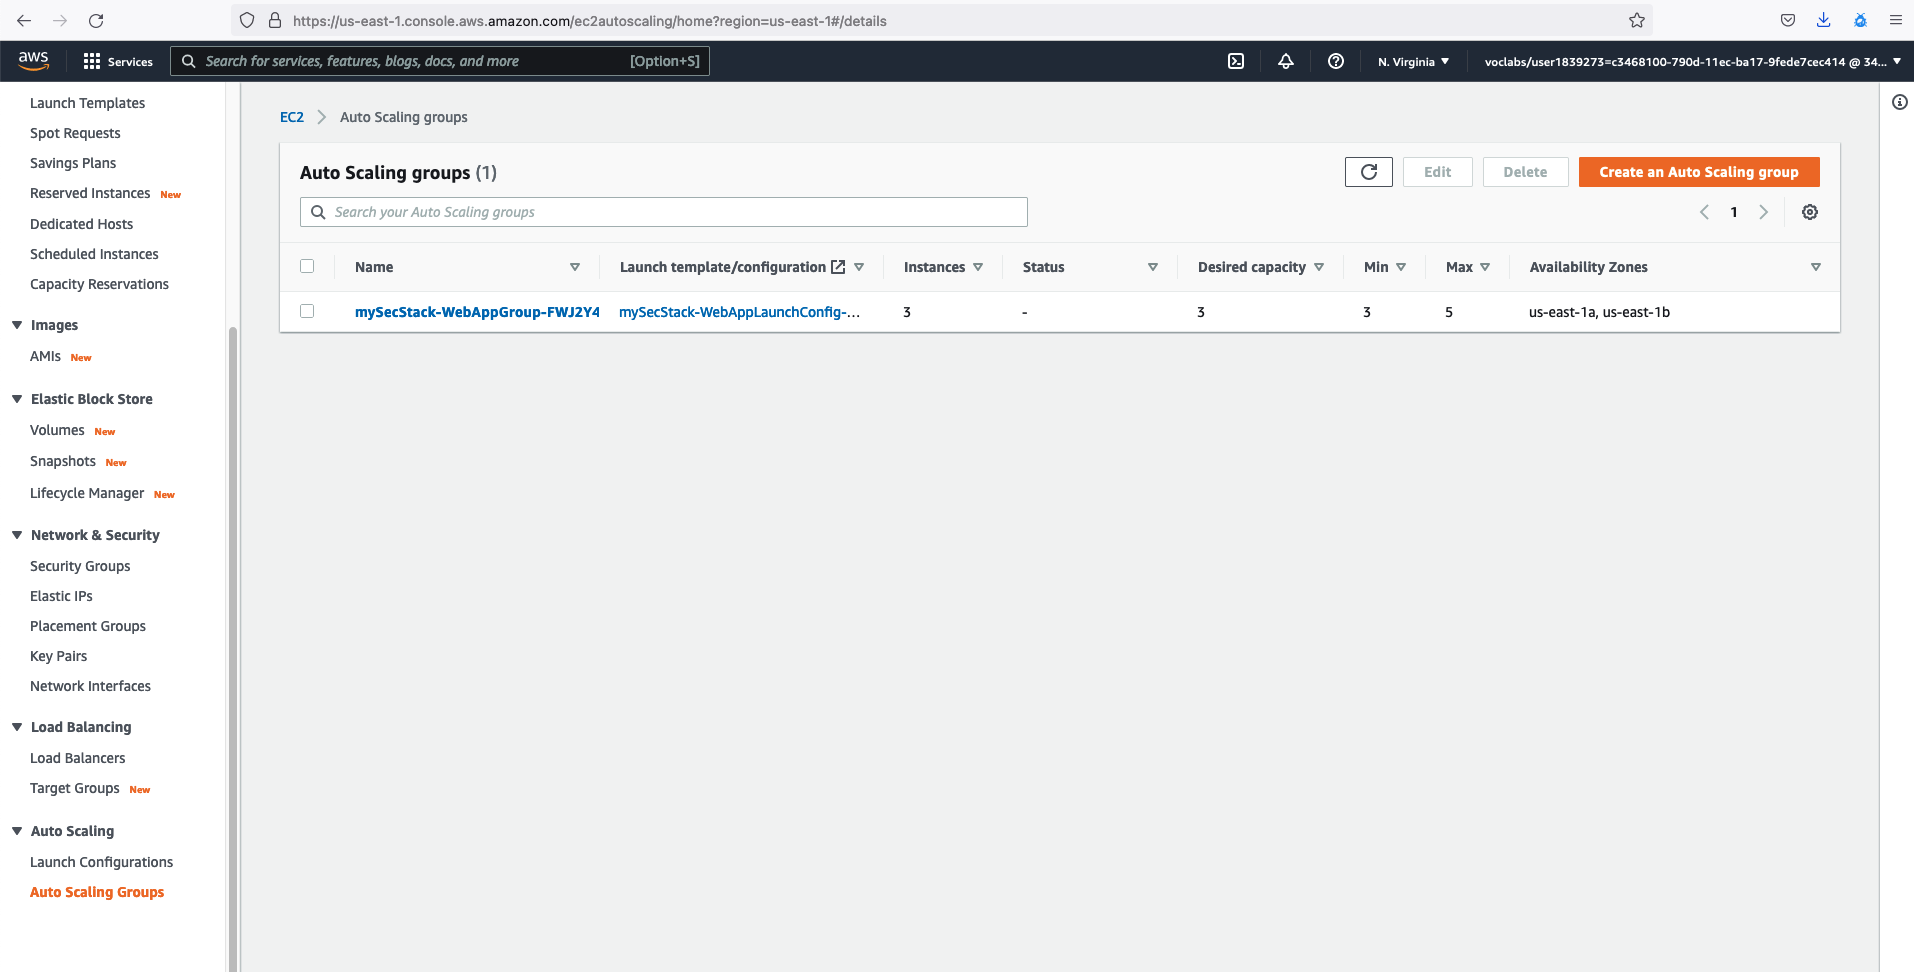 https://us-east-1.console.aws.amazon.com/ec2autoscaling/home?region=us-east-1#/details
aws Services Search for services, features, blogs, docs, and more [Option+S] N. Virginia voclabs/user1839273=c3468100-790d-11ec-ba17-9fede7cec414 @ 34...
Launch Templates
Spot Requests
Savings Plans
Reserved Instances New
Dedicated Hosts
Scheduled Instances
Capacity Reservations
Images
AMIs New
Elastic Block Store
Volumes New
Snapshots New
Lifecycle Manager New
Network & Security
Security Groups
Elastic IPs
Placement Groups
Key Pairs
Network Interfaces
Load Balancing
Load Balancers
Target Groups New
Auto Scaling
Launch Configurations
Auto Scaling Groups
EC2 Auto Scaling groups
Auto Scaling groups (1) Edit Delete Create an Auto Scaling group
Search your Auto Scaling groups 1
Name Launch template/configuration Instances Status Desired capacity Min Max Availability Zones
mySecStack-WebAppGroup-FWJ2Y4 mySecStack-WebAppLaunchConfig-... 3 - 3 3 5 us-east-1a, us-east-1b